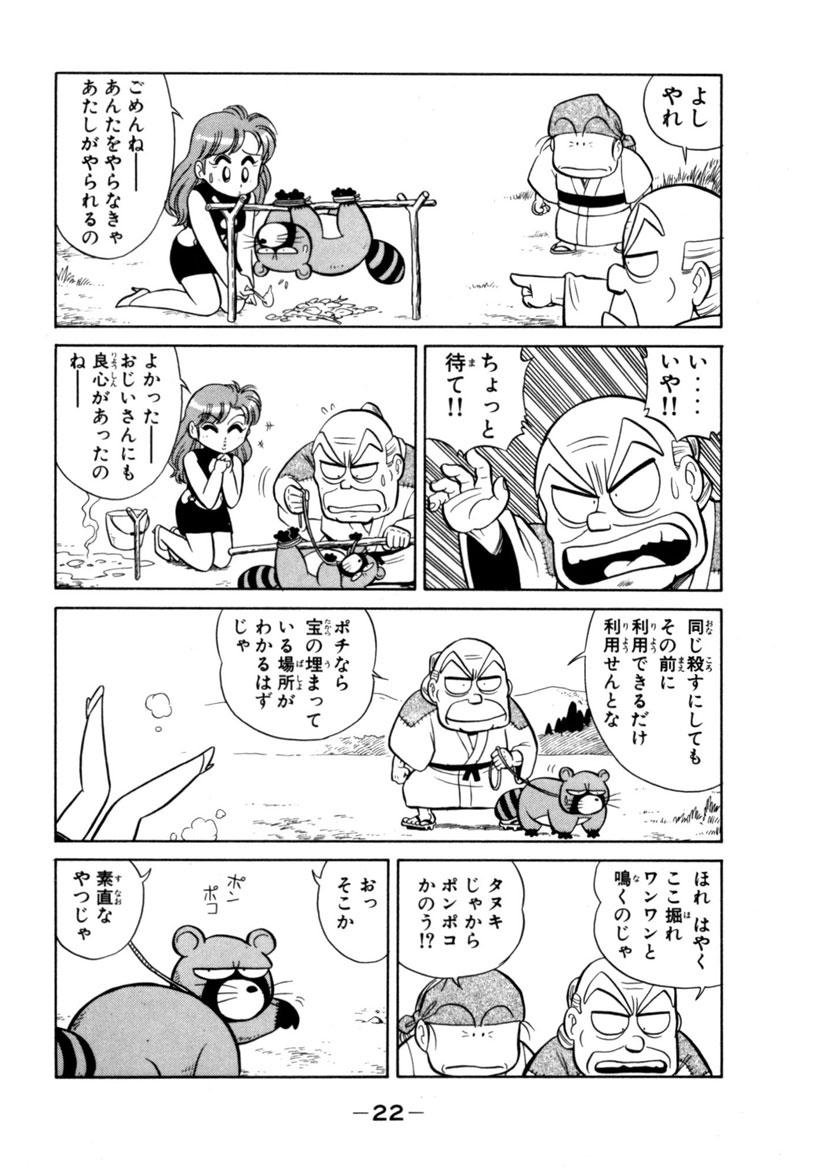 よし
やれ
ごめんね――
あんたをやらなきゃ
あたしがやられるの
い‥‥
いや!!
ちょっと
待て!!
よかった――
おじいさんにも
良心があったの
ね――
同じ殺すにしても
その前に
利用できるだけ
利用せんとな
ポチなら
宝の埋まって
いる場所が
わかるはず
じゃ
ほれ はやく
ここ掘れ
ワンワンと
鳴くのじゃ
タヌキ
じゃから
ポンポコ
かのう!?
おっ
そこか
ポン
ポコ
素直な
やつじゃ
－22－